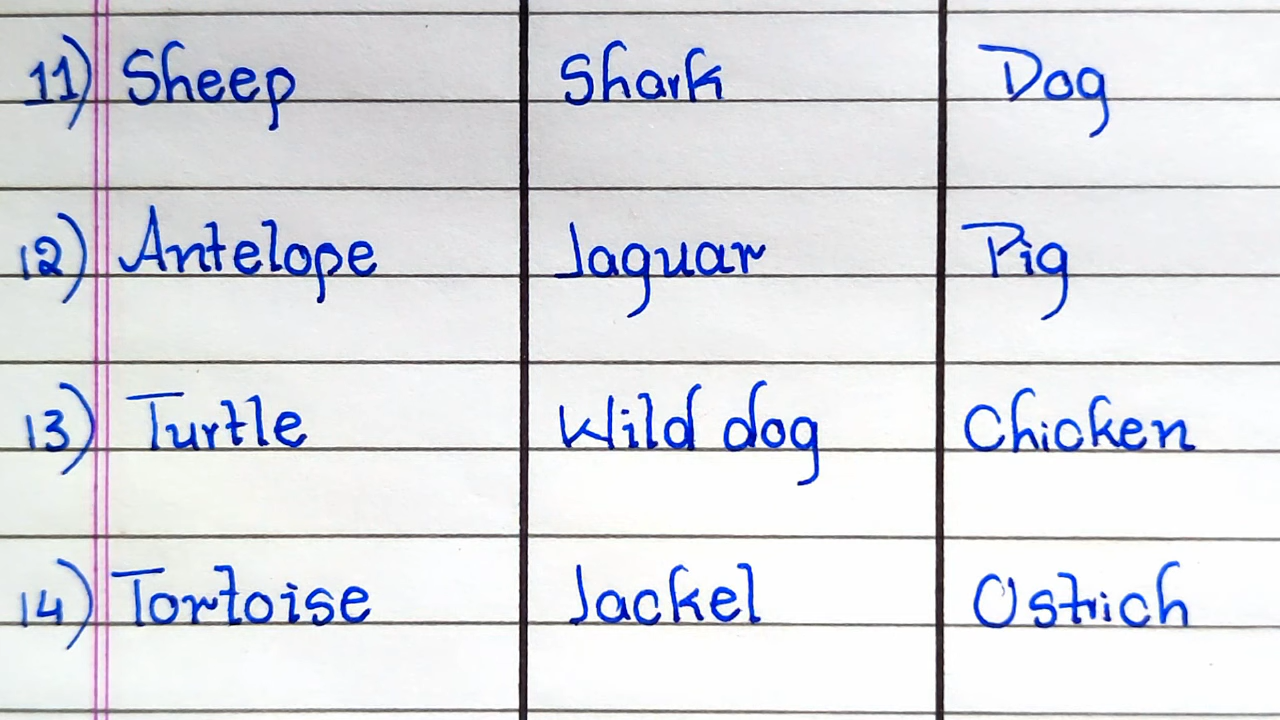 11) Sheep Shark Dog
12) Antelope Jaguar Pig
13) Turtle Wild dog Chicken
14) Tortoise Jackel Ostrich